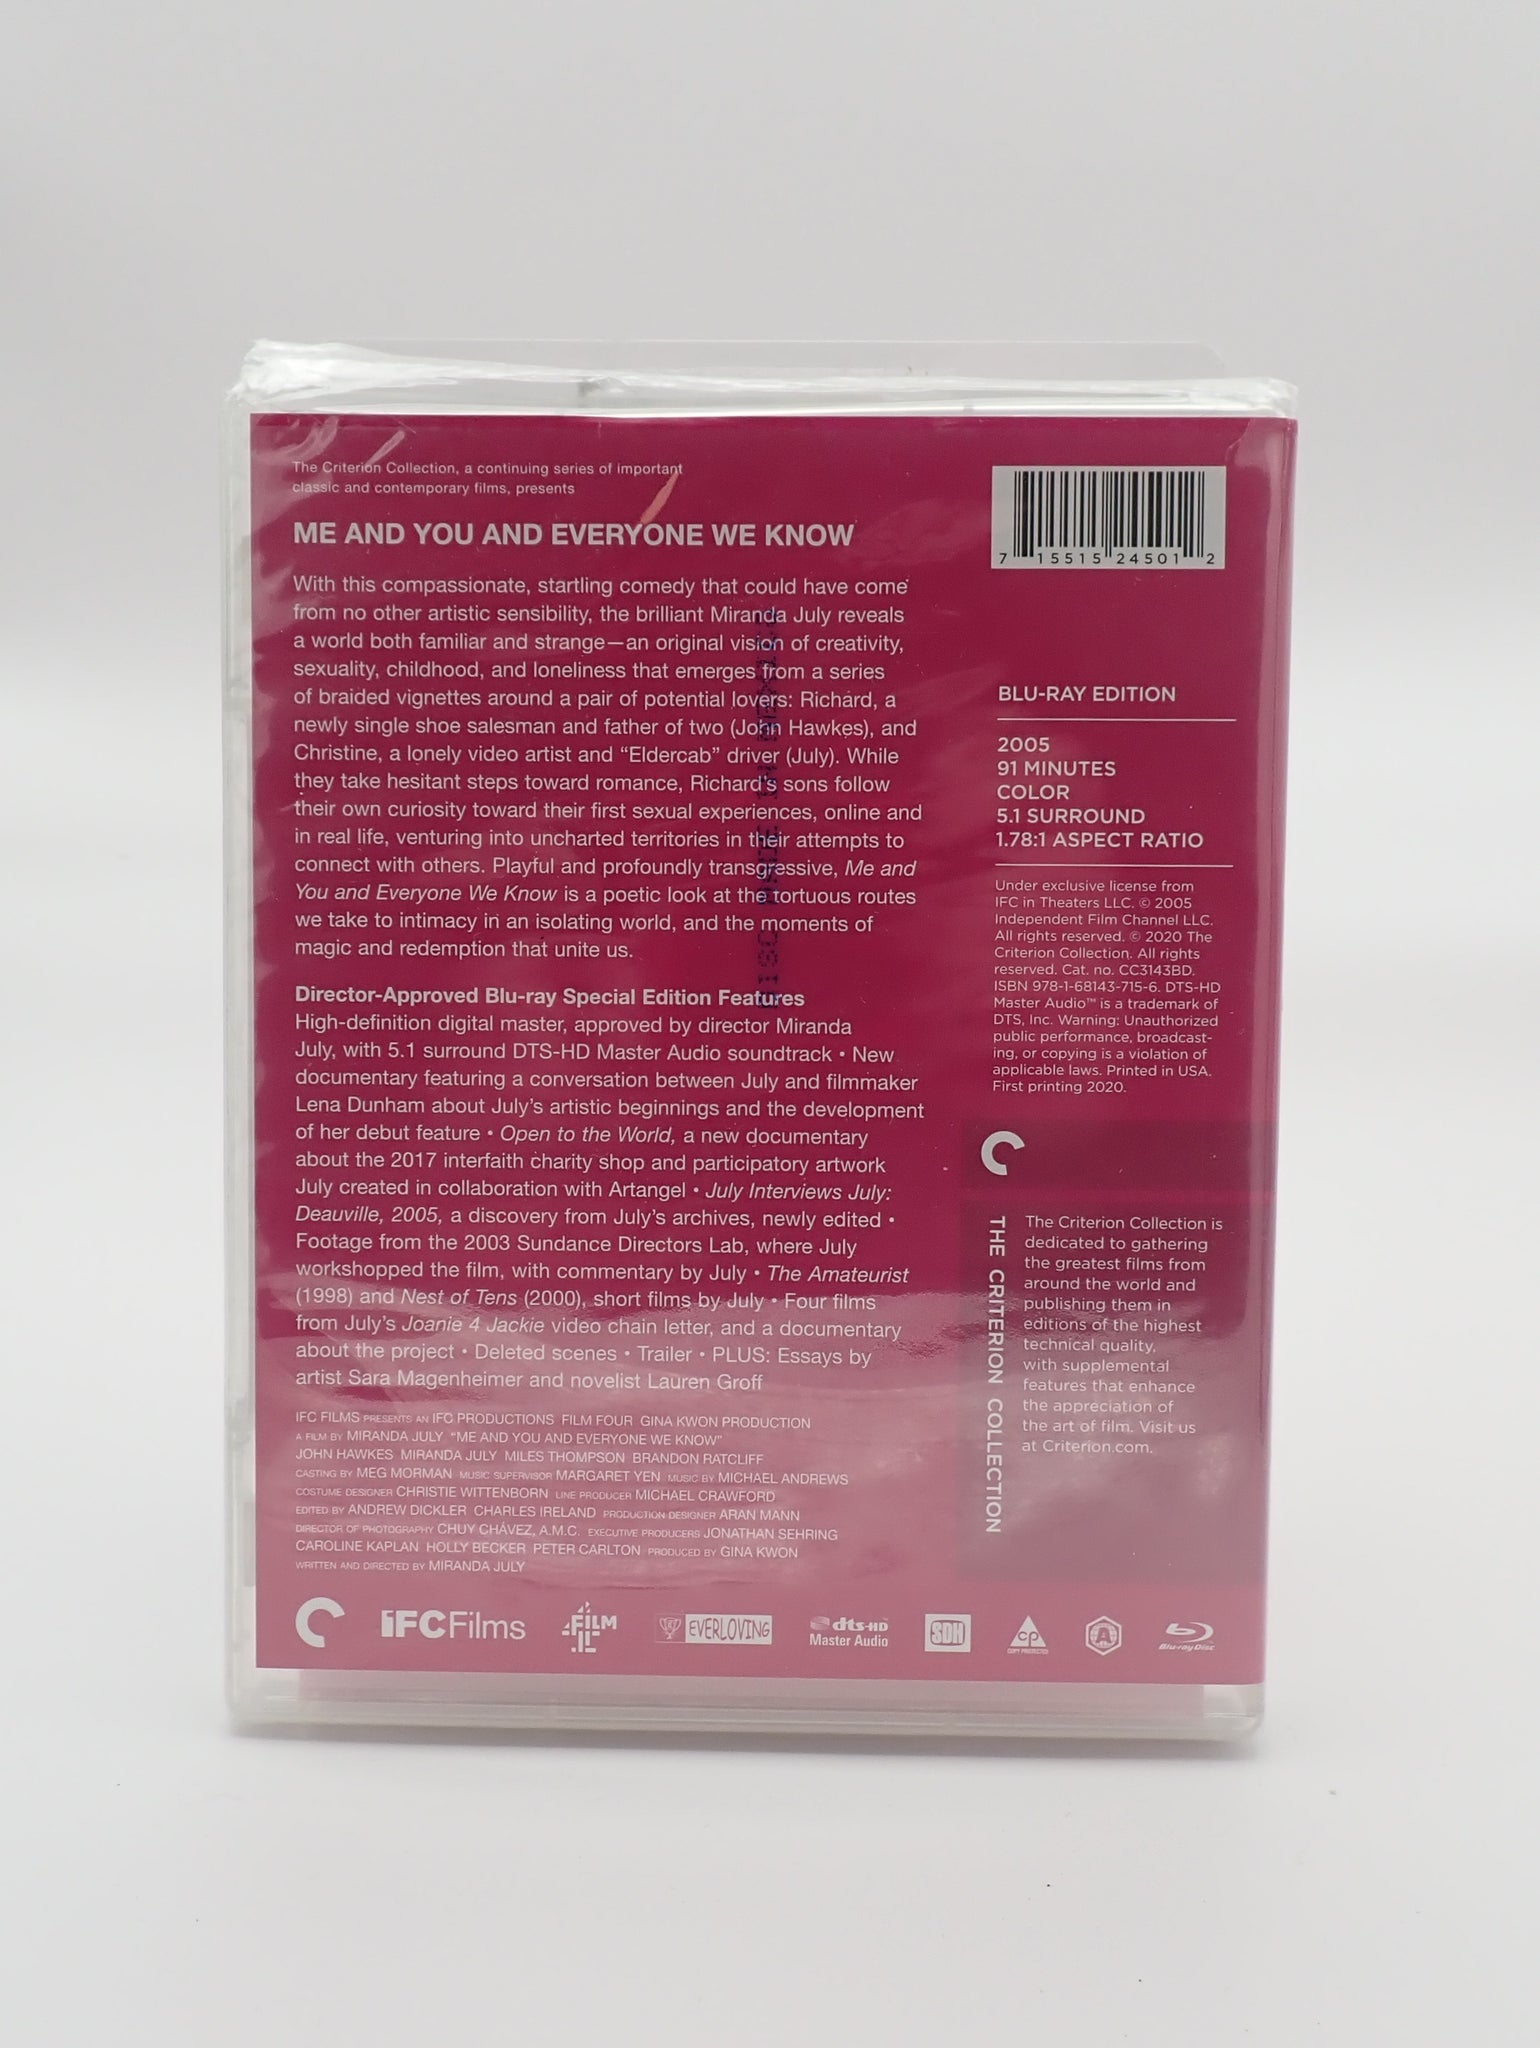 The Criterion Collection, a continuing series of important
classic and contemporary films, presents
ME AND YOU AND EVERYONE WE KNOW
With this compassionate, startling comedy that could have come
from no other artistic sensibility, the brilliant Miranda July reveals
a world both familiar and strange—an original vision of creativity,
sexuality, childhood, and loneliness that emerges from a series
of braided vignettes around a pair of potential lovers: Richard, a
newly single shoe salesman and father of two (John Hawkes), and
Christine, a lonely video artist and “Eldercab” driver (July). While
they take hesitant steps toward romance, Richard’s sons follow
their own curiosity toward their first sexual experiences, online and
in real life, venturing into uncharted territories in their attempts to
connect with others. Playful and profoundly transgressive, Me and
You and Everyone We Know is a poetic look at the tortuous routes
we take to intimacy in an isolating world, and the moments of
magic and redemption that unite us.
Director-Approved Blu-ray Special Edition Features
High-definition digital master, approved by director Miranda
July, with 5.1 surround DTS-HD Master Audio soundtrack • New
documentary featuring a conversation between July and filmmaker
Lena Dunham about July’s artistic beginnings and the development
of her debut feature • Open to the World, a new documentary
about the 2017 interfaith charity shop and participatory artwork
July created in collaboration with Artangel • July Interviews July:
Deauville, 2005, a discovery from July’s archives, newly edited •
Footage from the 2003 Sundance Directors Lab, where July
workshopped the film, with commentary by July • The Amateurist
(1998) and Nest of Tens (2000), short films by July • Four films
from July’s Joanie 4 Jackie video chain letter, and a documentary
about the project • Deleted scenes • Trailer • PLUS: Essays by
artist Sara Magenheimer and novelist Lauren Groff
IFC FILMS PRESENTS AN IFC PRODUCTIONS FILM FOUR GINA KWON PRODUCTION
A FILM BY MIRANDA JULY “ME AND YOU AND EVERYONE WE KNOW”
JOHN HAWKES MIRANDA JULY MILES THOMPSON BRANDON RATCLIFF
CASTING BY MEG MORMAN MUSIC SUPERVISOR MARGARET YEN MUSIC BY MICHAEL ANDREWS
COSTUME DESIGNER CHRISTIE WITTENBORN LINE PRODUCER MICHAEL CRAWFORD
EDITED BY ANDREW DICKLER CHARLES IRELAND PRODUCTION DESIGNER ARAN MANN
DIRECTOR OF PHOTOGRAPHY CHUY CHÁVEZ, A.M.C. EXECUTIVE PRODUCERS JONATHAN SEHRING
CAROLINE KAPLAN HOLLY BECKER PETER CARLTON PRODUCED BY GINA KWON
WRITTEN AND DIRECTED BY MIRANDA JULY
7 15515 24501 2
BLU-RAY EDITION
2005
91 MINUTES
COLOR
5.1 SURROUND
1.78:1 ASPECT RATIO
Under exclusive license from
IFC in Theaters LLC. © 2005
Independent Film Channel LLC.
All rights reserved. © 2020 The
Criterion Collection. All rights
reserved. Cat. no. CC3143BD.
ISBN 978-1-68143-715-6. DTS-HD
Master Audio™ is a trademark of
DTS, Inc. Warning: Unauthorized
public performance, broadcast-
ing, or copying is a violation of
applicable laws. Printed in USA.
First printing 2020.
THE CRITERION COLLECTION
The Criterion Collection is
dedicated to gathering
the greatest films from
around the world and
publishing them in
editions of the highest
technical quality,
with supplemental
features that enhance
the appreciation of
the art of film. Visit us
at Criterion.com.
DISC MADE IN MEXICO
IFC Films
FILM 4
EVERLOVING
dts-HD
Master Audio
SDH
CP
COPY PROTECTED
A
Blu-ray Disc